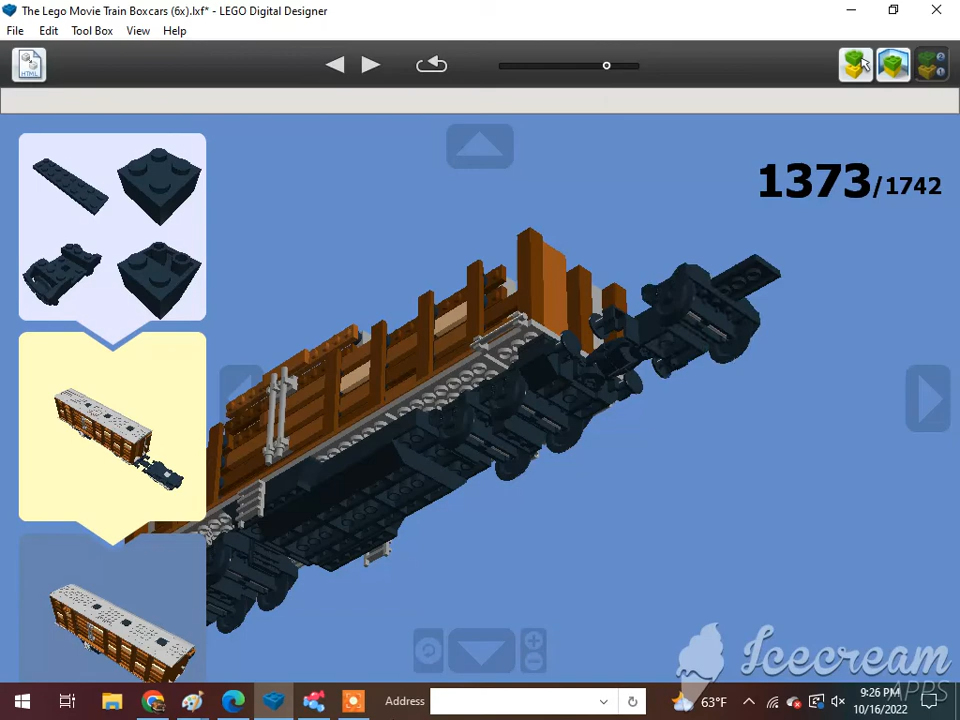 The Lego Movie Train Boxcars (6x).lxf* - LEGO Digital Designer
File Edit Tool Box View Help
HTML
1373/1742
Icecream
APPS
Address
63°F
9:26 PM
10/16/2022